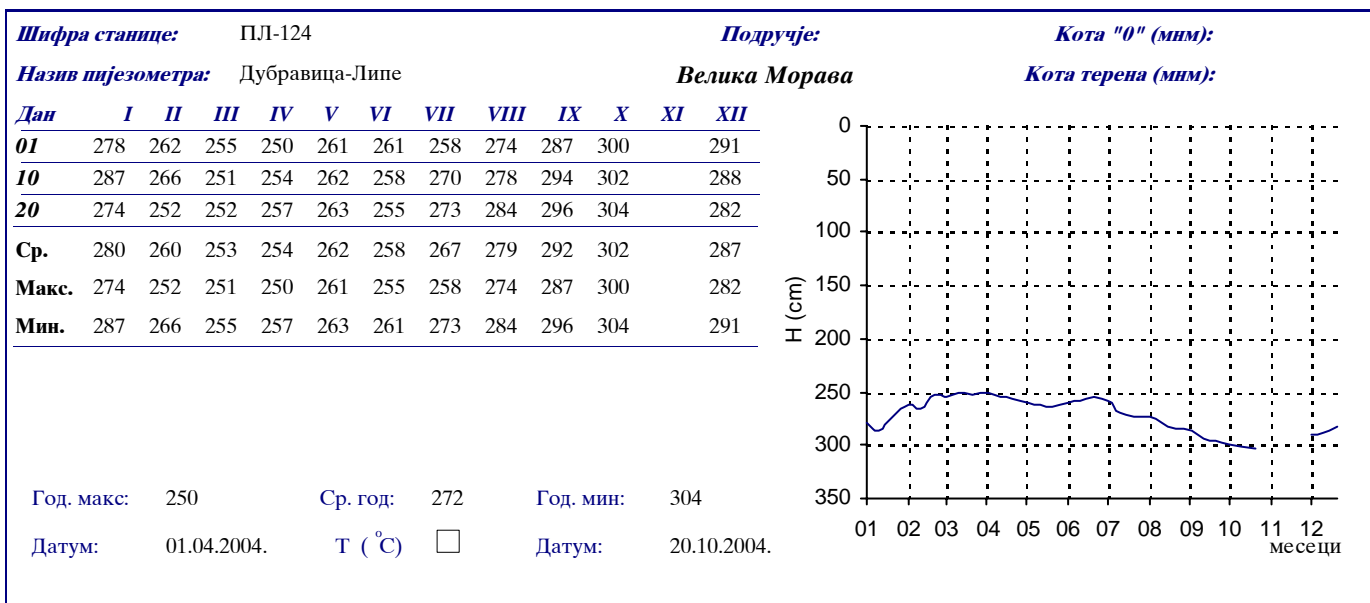 Шифра станице: ПЛ-124 Подручје: Кота "0" (мнм):
Назив пијезометра: Дубравица-Липе Велика Морава Кота терена (мнм):
Дан I II III IV V VI VII VIII IX X XI XII
01 278 262 255 250 261 261 258 274 287 300 291
10 287 266 251 254 262 258 270 278 294 302 288
20 274 252 252 257 263 255 273 284 296 304 282
Ср. 280 260 253 254 262 258 267 279 292 302 287
Макс. 274 252 251 250 261 255 258 274 287 300 282
Мин. 287 266 255 257 263 261 273 284 296 304 291
0
50
100
150
200
250
300
350
H (cm)
01 02 03 04 05 06 07 08 09 10 11 12
месеци
Год. макс: 250 Ср. год: 272 Год. мин: 304
Датум: 01.04.2004. Т ( °C) Датум: 20.10.2004.